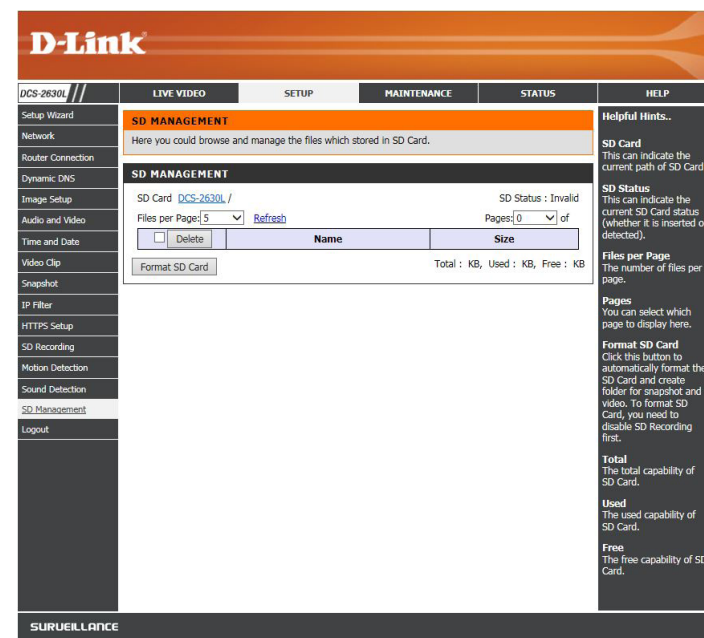 D-Link
DCS-2630L
LIVE VIDEO
SETUP
MAINTENANCE
STATUS
HELP
Setup Wizard
Network
Router Connection
Dynamic DNS
Image Setup
Audio and Video
Time and Date
Video Clip
Snapshot
IP Filter
HTTPS Setup
SD Recording
Motion Detection
Sound Detection
SD Management
Logout
SD MANAGEMENT
Here you could browse and manage the files which stored in SD Card.
SD MANAGEMENT
SD Card DCS-2630L /
SD Status : Invalid
Files per Page: 5 Refresh
Pages: 0 of
Delete
Name
Size
Format SD Card
Total : KB, Used : KB, Free : KB
Helpful Hints..
SD Card
This can indicate the
current path of SD Card
SD Status
This can indicate the
current SD Card status
(whether it is inserted o
detected).
Files per Page
The number of files per
page.
Pages
You can select which
page to display here.
Format SD Card
Click this button to
automatically format the
SD Card and create
folder for snapshot and
video. To format SD
Card, you need to
disable SD Recording
first.
Total
The total capability of
SD Card.
Used
The used capability of
SD Card.
Free
The free capability of SD
Card.
SURVEILLANCE